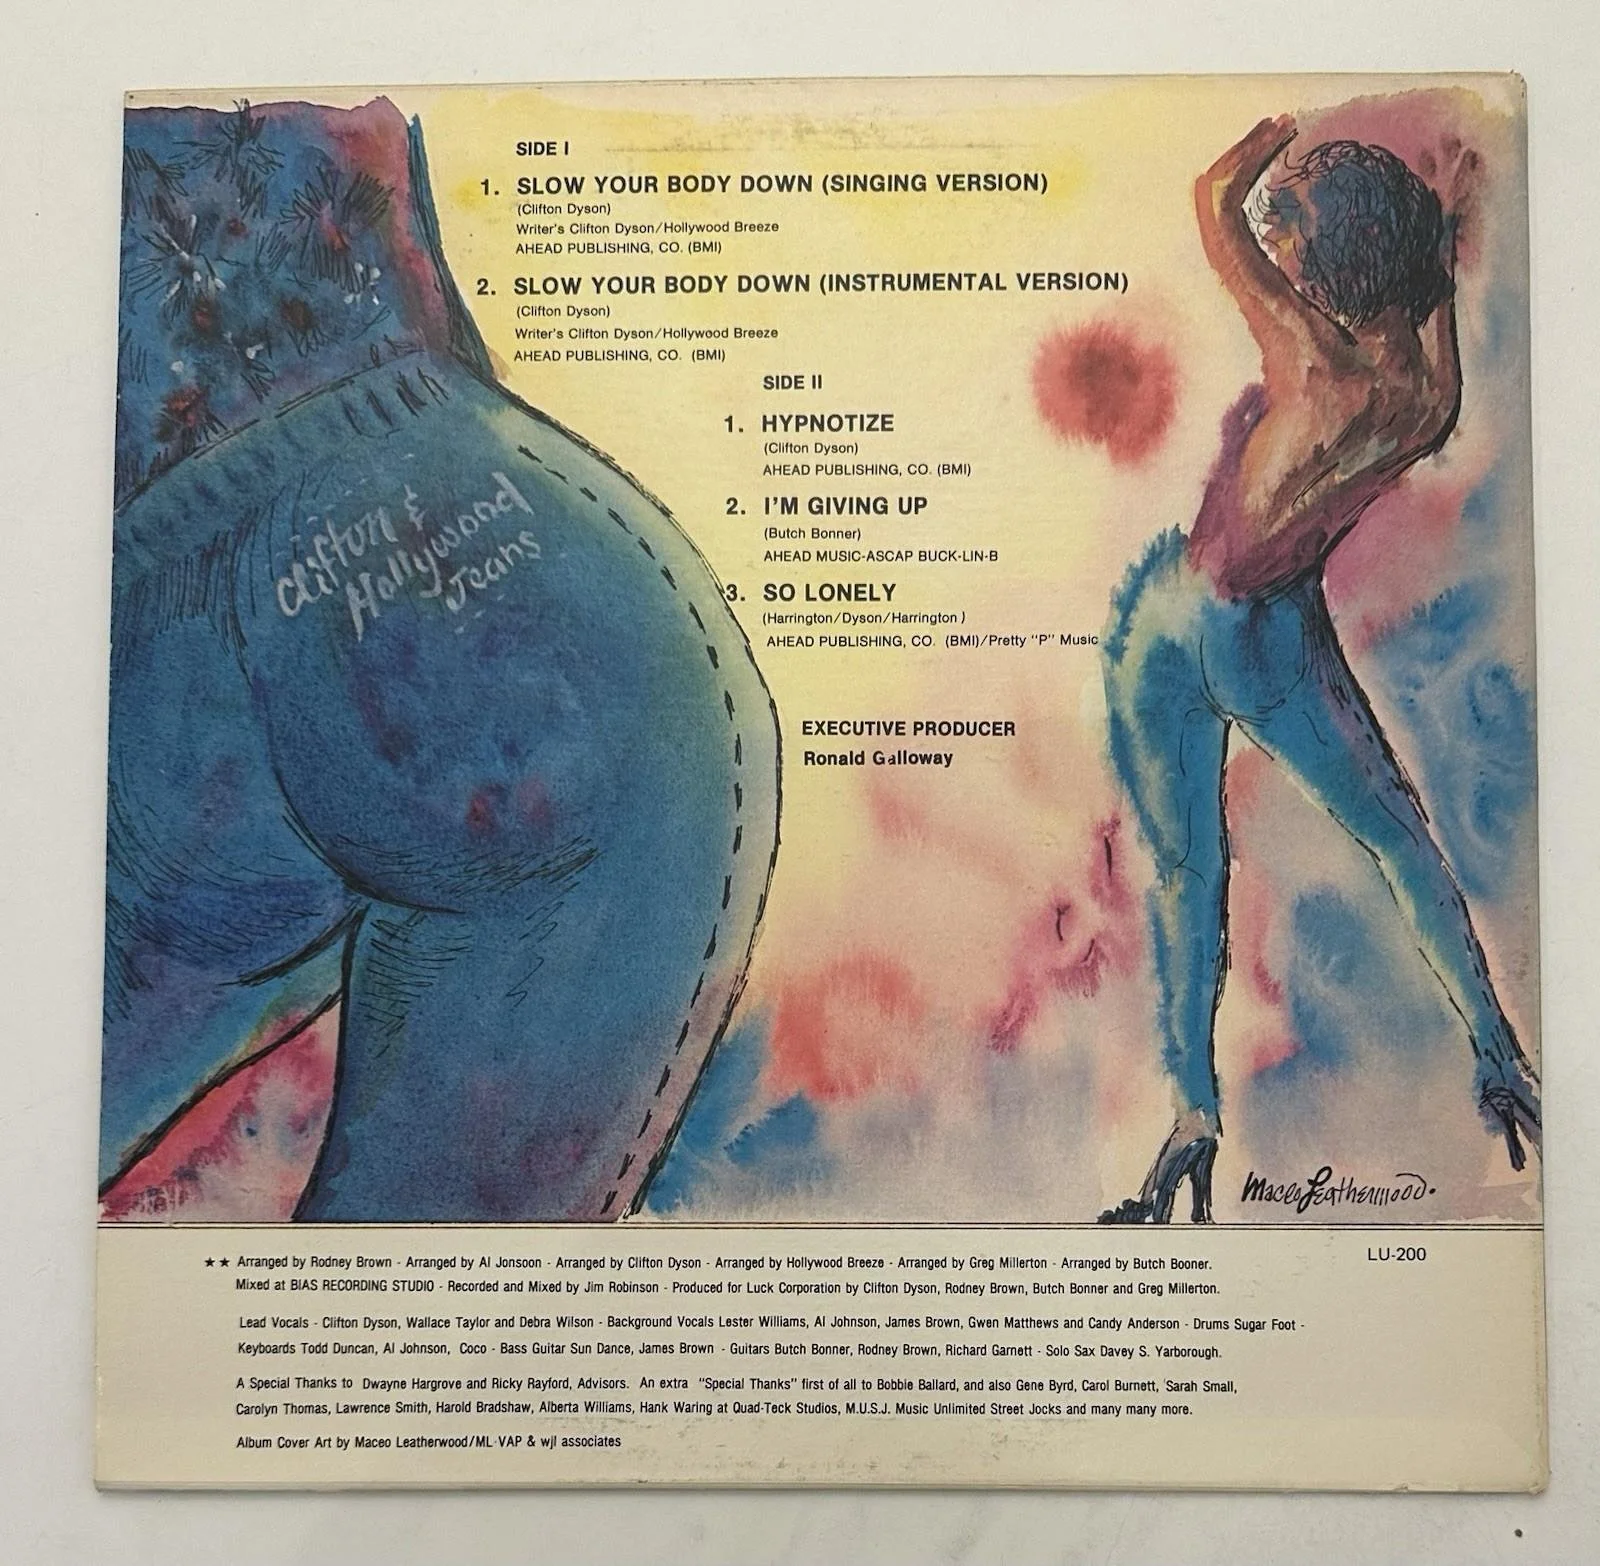 SIDE I
1. SLOW YOUR BODY DOWN (SINGING VERSION)
(Clifton Dyson)
Writer's Clifton Dyson/Hollywood Breeze
AHEAD PUBLISHING, CO. (BMI)
2. SLOW YOUR BODY DOWN (INSTRUMENTAL VERSION)
(Clifton Dyson)
Writer's Clifton Dyson/Hollywood Breeze
AHEAD PUBLISHING, CO. (BMI)
SIDE II
1. HYPNOTIZE
(Clifton Dyson)
AHEAD PUBLISHING, CO. (BMI)
2. I'M GIVING UP
(Butch Bonner)
AHEAD MUSIC-ASCAP BUCK-LIN-B
3. SO LONELY
(Harrington/Dyson/Harrington)
AHEAD PUBLISHING, CO. (BMI)/Pretty "P" Music
Clifton &
Hollywood
Jeans
EXECUTIVE PRODUCER
Ronald Galloway
Maceo Leatherwood.
LU-200
★★ Arranged by Rodney Brown - Arranged by Al Jonsoon - Arranged by Clifton Dyson - Arranged by Hollywood Breeze - Arranged by Greg Millerton - Arranged by Butch Booner.
Mixed at BIAS RECORDING STUDIO - Recorded and Mixed by Jim Robinson - Produced for Luck Corporation by Clifton Dyson, Rodney Brown, Butch Bonner and Greg Millerton.
Lead Vocals - Clifton Dyson, Wallace Taylor and Debra Wilson - Background Vocals Lester Williams, Al Johnson, James Brown, Gwen Matthews and Candy Anderson - Drums Sugar Foot -
Keyboards Todd Duncan, Al Johnson, Coco - Bass Guitar Sun Dance, James Brown - Guitars Butch Bonner, Rodney Brown, Richard Garnett - Solo Sax Davey S. Yarborough.
A Special Thanks to Dwayne Hargrove and Ricky Rayford, Advisors. An extra "Special Thanks" first of all to Bobbie Ballard, and also Gene Byrd, Carol Burnett, Sarah Small,
Carolyn Thomas, Lawrence Smith, Harold Bradshaw, Alberta Williams, Hank Waring at Quad-Teck Studios, M.U.S.J. Music Unlimited Street Jocks and many many more.
Album Cover Art by Maceo Leatherwood/ML-VAP & wjl associates